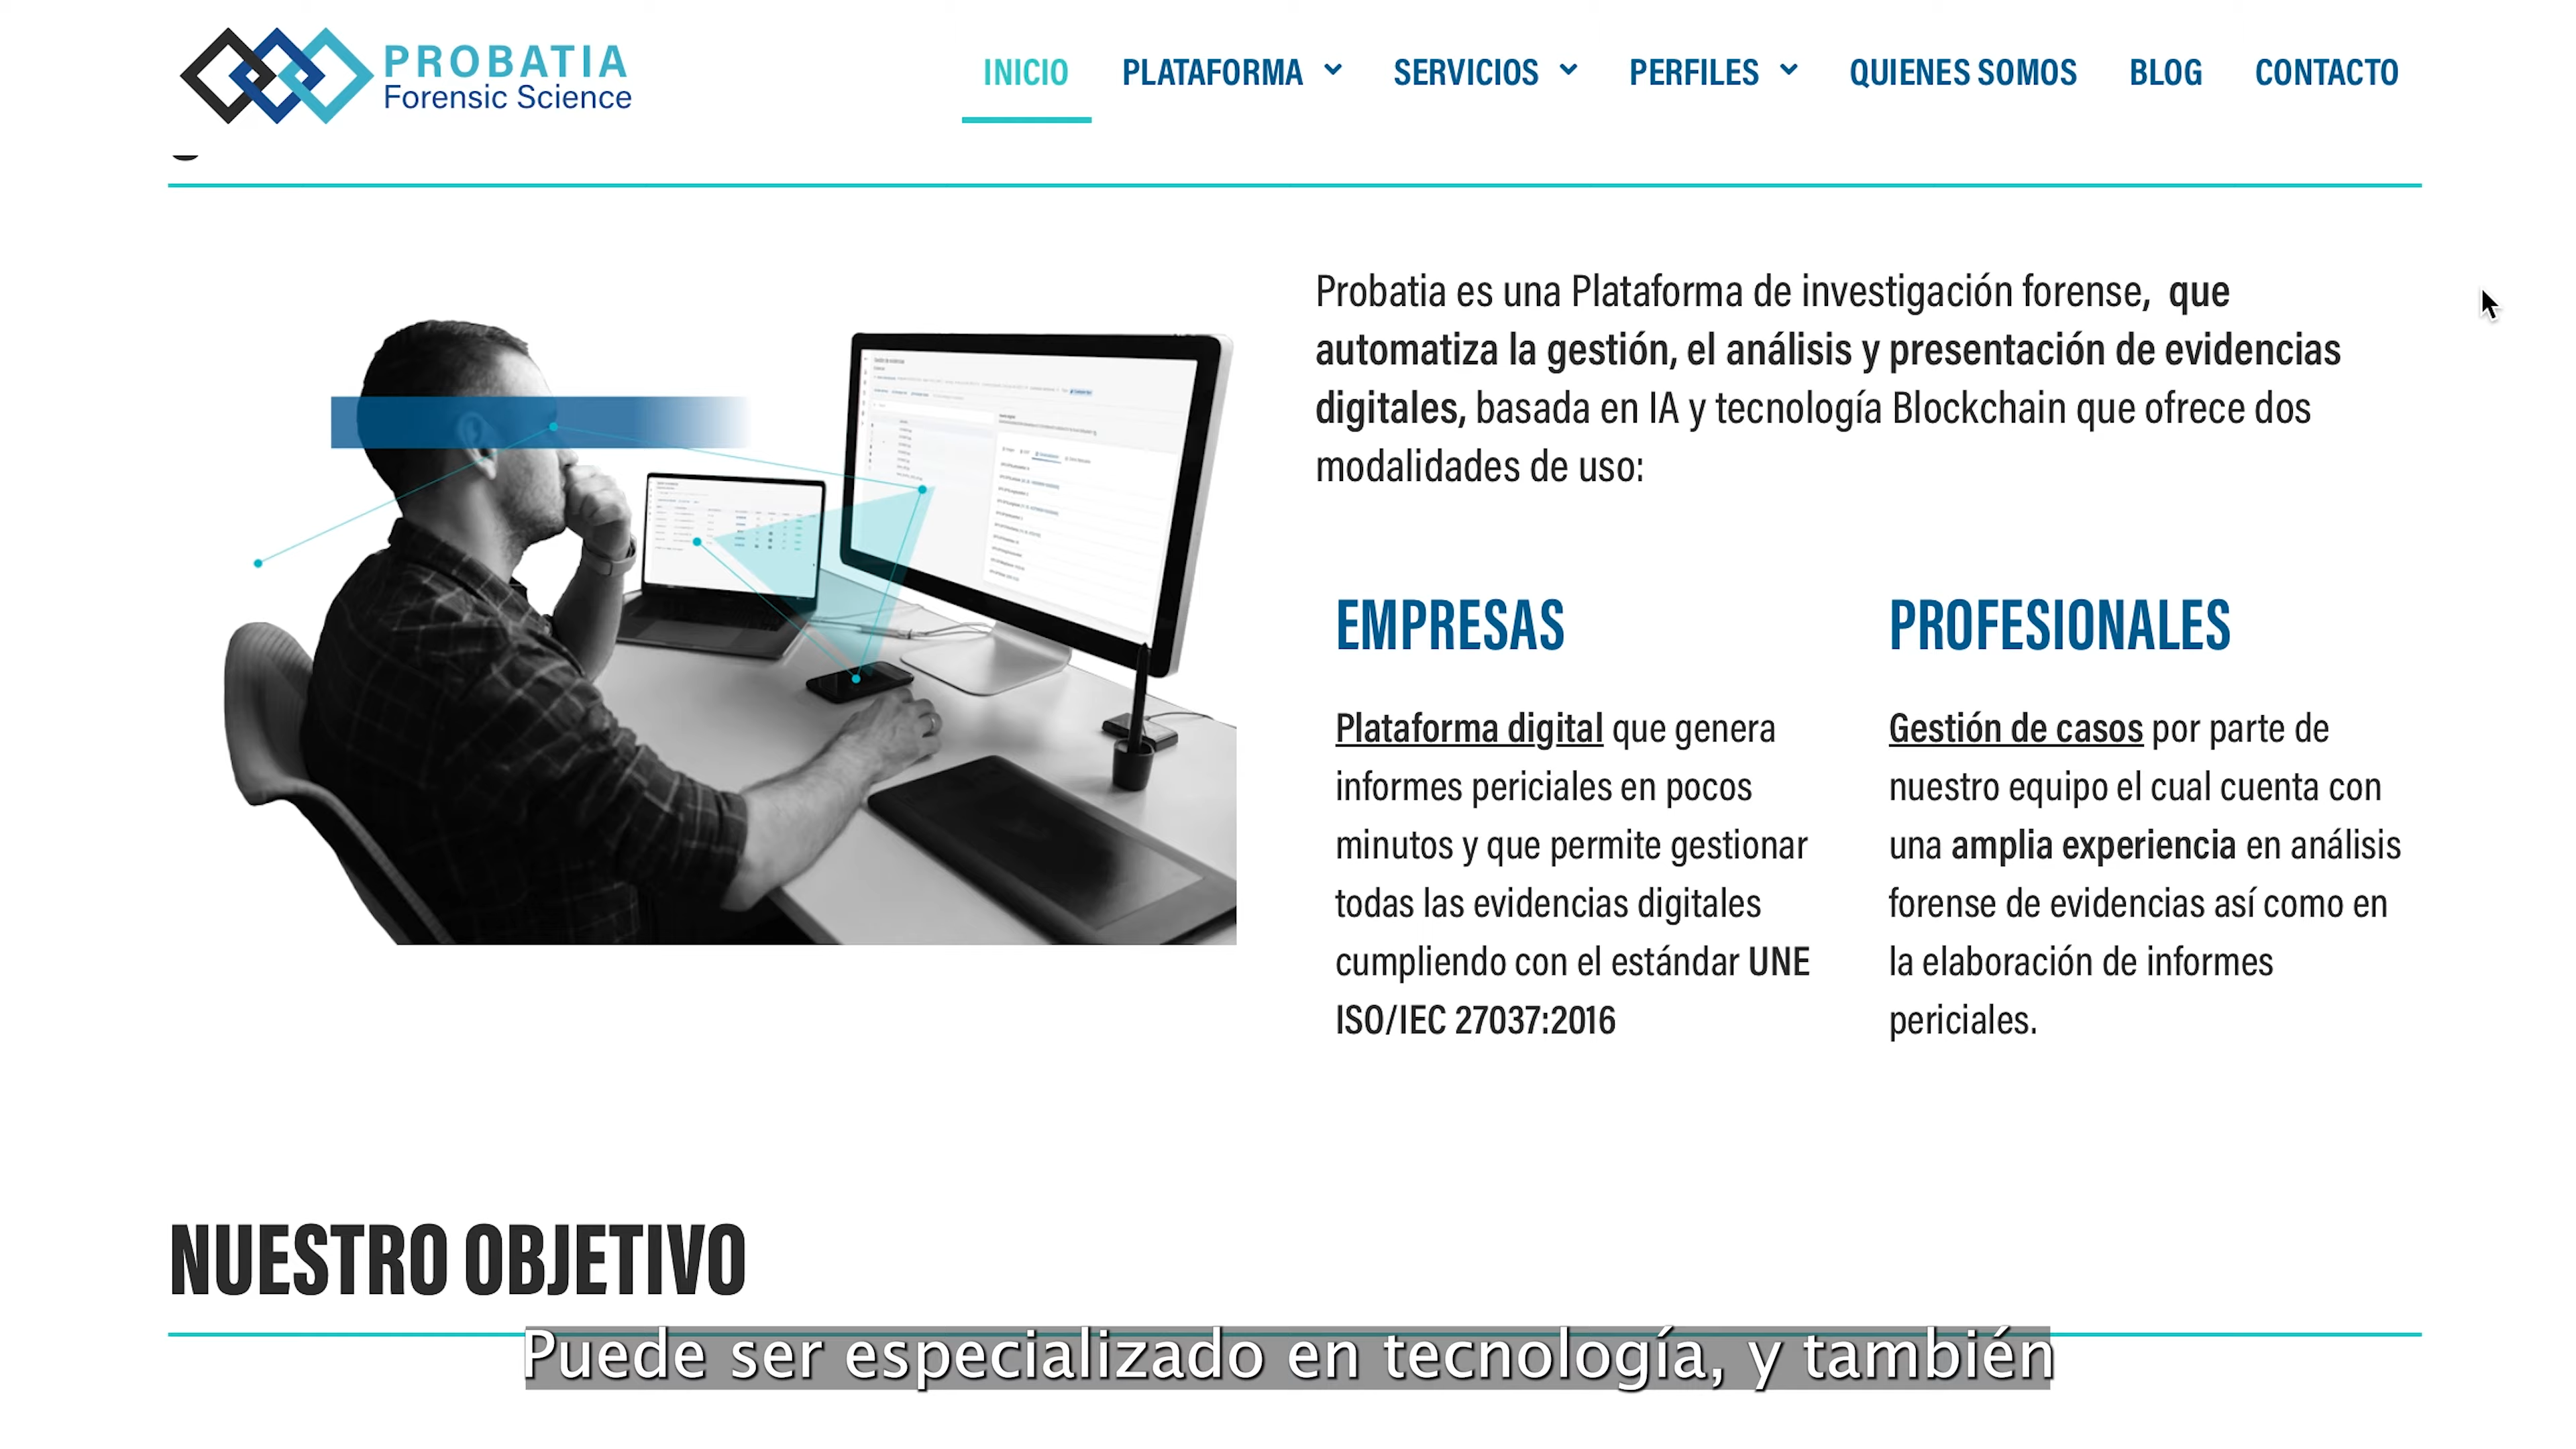 PROBATIA
Forensic Science
INICIO PLATAFORMA SERVICIOS PERFILES QUIENES SOMOS BLOG CONTACTO
Probatia es una Plataforma de investigación forense, que
automatiza la gestión, el análisis y presentación de evidencias
digitales, basada en IA y tecnología Blockchain que ofrece dos
modalidades de uso:
EMPRESAS
Plataforma digital que genera
informes periciales en pocos
minutos y que permite gestionar
todas las evidencias digitales
cumpliendo con el estándar UNE
ISO/IEC 27037:2016
PROFESIONALES
Gestión de casos por parte de
nuestro equipo el cual cuenta con
una amplia experiencia en análisis
forense de evidencias así como en
la elaboración de informes
periciales.
NUESTRO OBJETIVO
Puede ser especializado en tecnología, y también